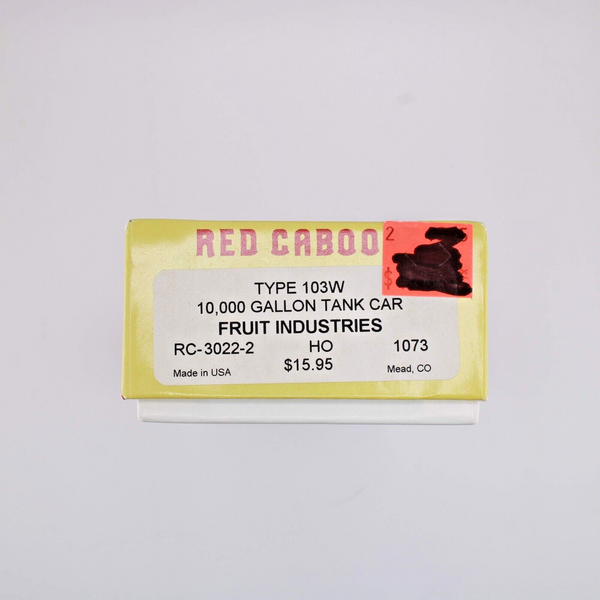 RED CABOO
2
TYPE 103W
10,000 GALLON TANK CAR
FRUIT INDUSTRIES
RC-3022-2 HO 1073
$15.95
Made in USA Mead, CO